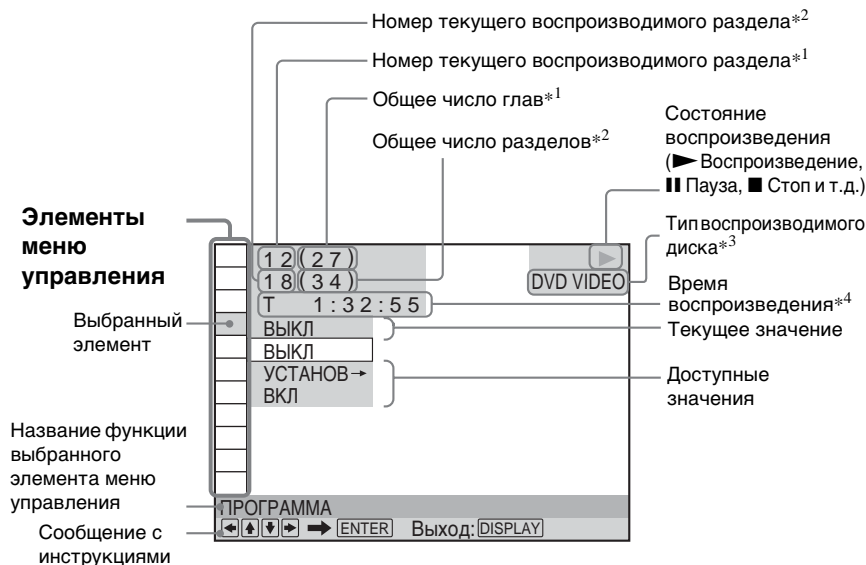 Номер текущего воспроизводимого раздела*2
Номер текущего воспроизводимого раздела*1
Общее число глав*1
Общее число разделов*2
Состояние
воспроизведения
(▶ Воспроизведение,
⏸ Пауза, ■ Стоп и т.д.)
Элементы
меню
управления
Тип воспроизводимого
диска*3
12(27)
18(34)
DVD VIDEO
T 1:32:55
Время
воспроизведения*4
Выбранный
элемент
ВЫКЛ
Текущее значение
ВЫКЛ
УСТАНОВ→
ВКЛ
Доступные
значения
Название функции
выбранного
элемента меню
управления
ПРОГРАММА
←↑↓→ ➡ ENTER Выход: DISPLAY
Сообщение с
инструкциями